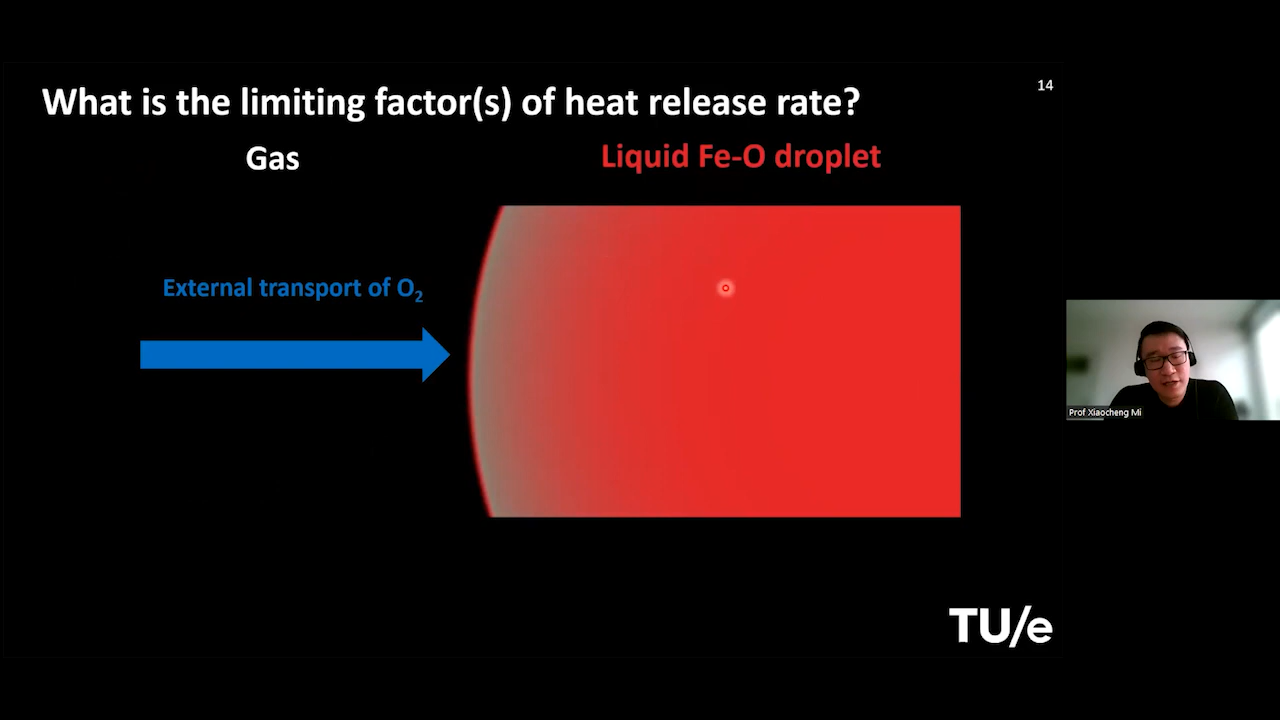 What is the limiting factor(s) of heat release rate?
14
Gas
Liquid Fe-O droplet
External transport of O₂
Prof Xiaocheng Mi
TU/e